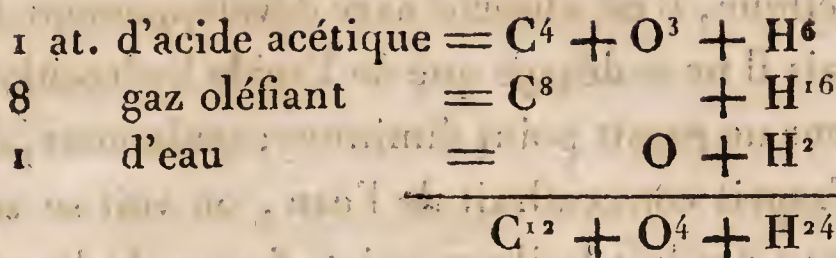 1 at. d'acide acétique = C⁴ + O³ + H⁶
8 gaz oléfiant = C⁸ + H¹⁶
1. d'eau = O + H²
C¹² + O⁴ + H²⁴